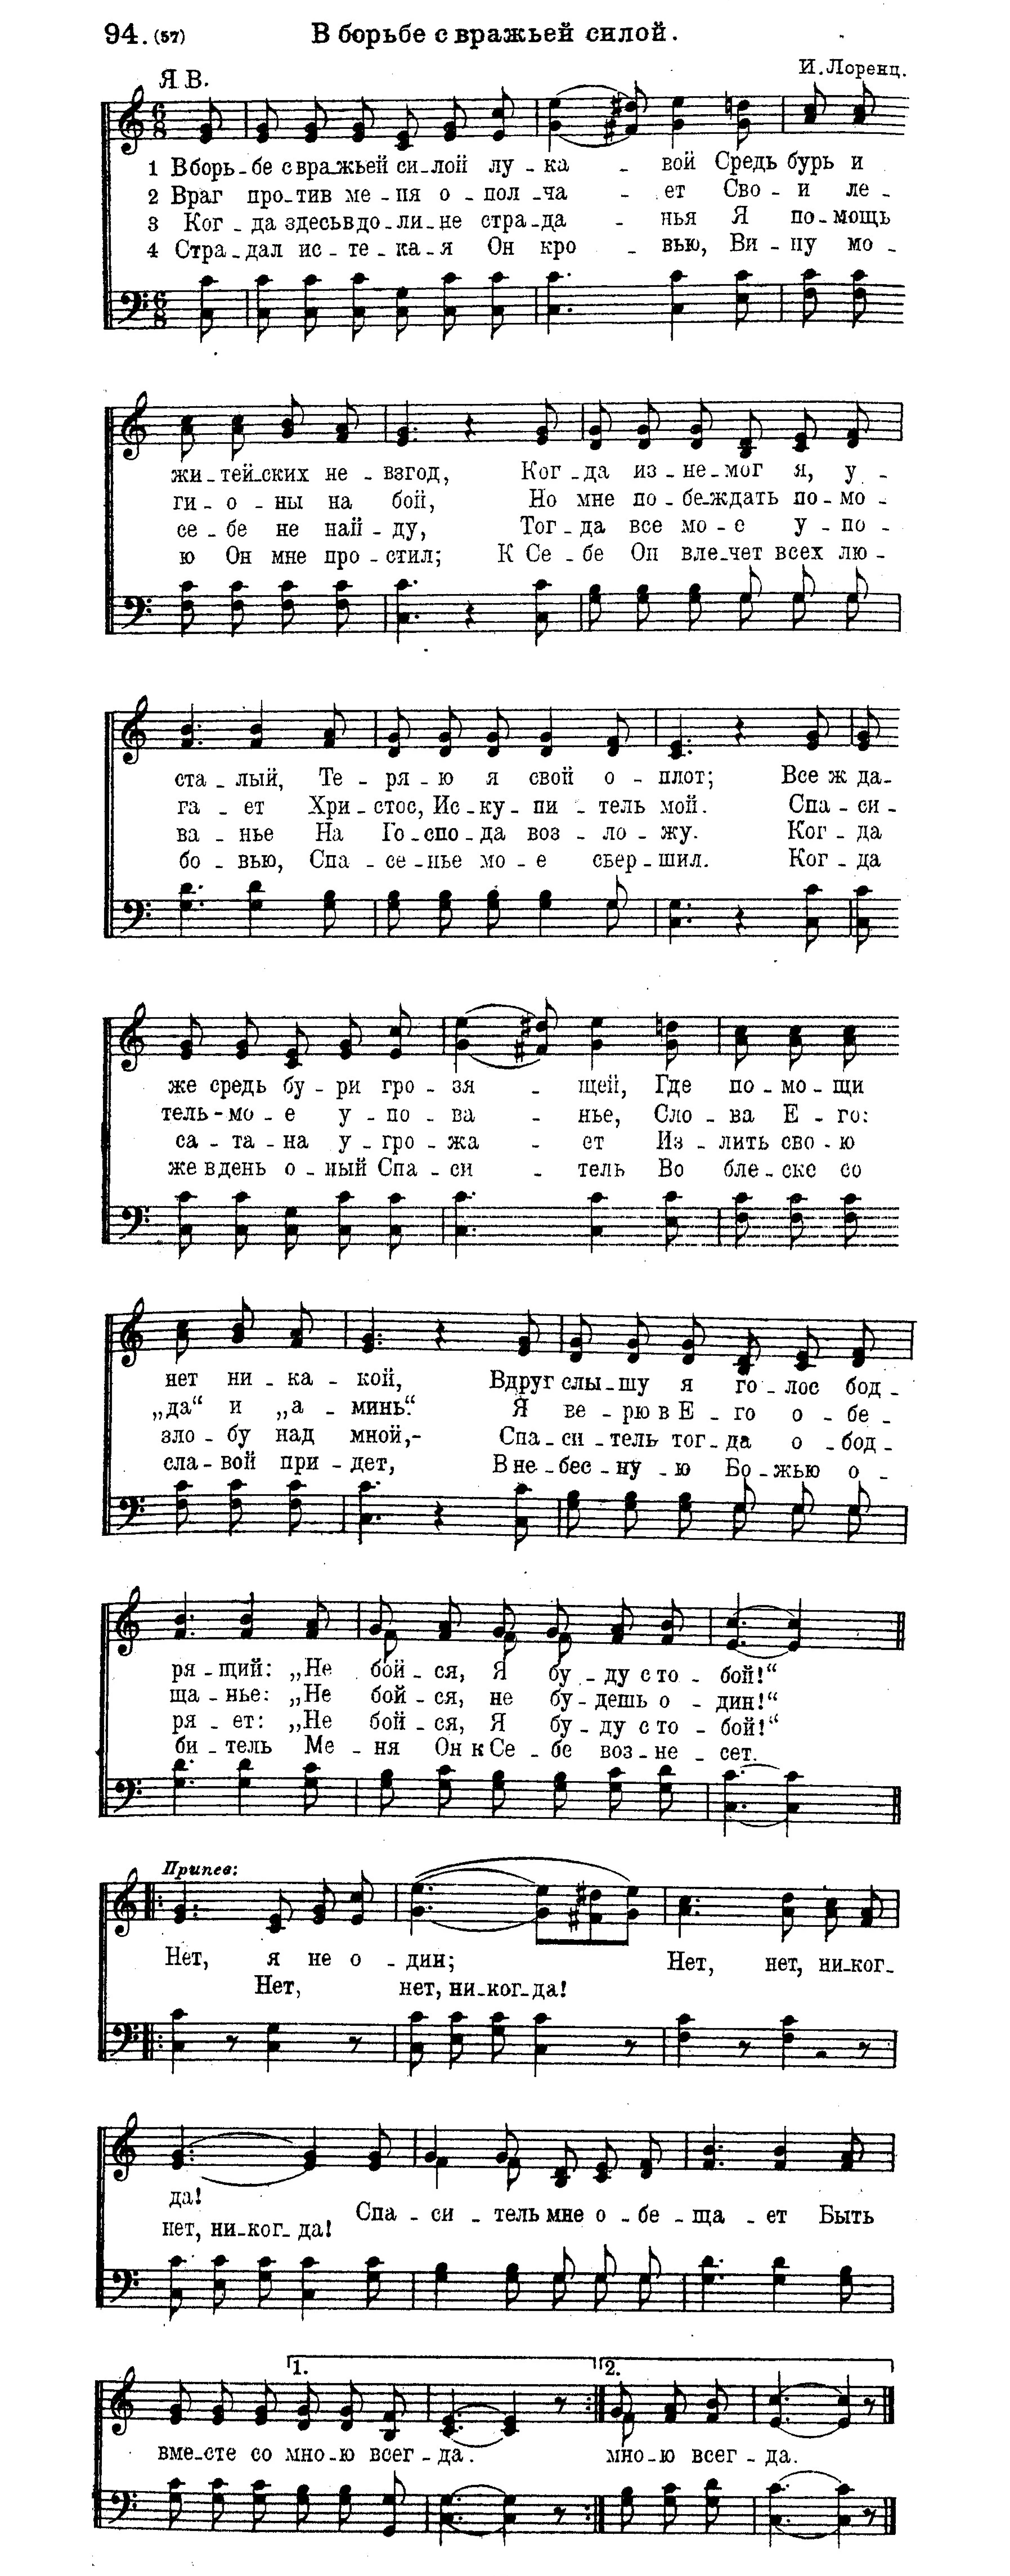 94. (57) В борьбе с вражьей силой.
Я В. И. Лоренц.
6 8
1 В борь-бе с вра-жьей си-лой лу-ка - вой Средь бурь и
2 Враг про-тив ме-ня о-пол-ча - ет Сво-и ле-
3 Ког-да здесь в до-ли-не стра-да - нья Я по-мощь
4 Стра-дал ис-те-ка-я Он кро - вью, Ви-ну мо-
6 8
жи-тей-ских не-взгод, Ког-да из-не-мог я, у-
ги-о-ны на бой, Но мне по-бе-ждать по-мо-
се-бе не най-ду, Тог-да все мо-е у-по-
ю Он мне про-стил; К Се-бе Он вле-чет всех лю-
ста-лый, Те-ря-ю я свой о-плот; Все ж да-
га-ет Хри-стос, Ис-ку-пи-тель мой. Спа-си-
ва-нье На Го-спо-да воз-ло-жу. Ког-да
бо-вью, Спа-се-нье мо-е сбер-шил. Ког-да
же средь бу-ри гро-зя - щей, Где по-мо-щи
тель-мо-е у-по-ва - нье, Сло-ва Е-го:
са-та-на у-гро-жа - ет Из-лить сво-ю
же в день о-ный Спа-си - тель Во бле-ске со
нет ни-ка-кой, Вдруг слы-шу я го-лос бод-
„да“ и „а-минь“. Я ве-рю в Е-го о-бе-
зло-бу над мной,- Спа-си-тель тог-да о-бод-
сла-вой при-дет, В не-бес-ну-ю Бо-жью о-
ря-щий: „Не бой-ся, Я бу-ду с то-бой!“
ща-нье: „Не бой-ся, не бу-дешь о-дин!“
ря-ет: „Не бой-ся, Я бу-ду с то-бой!“
би-тель Ме-ня Он к Се-бе воз-не-сет.
Припев:
Нет, я не о-дин; Нет, нет, ни-ког-
Нет, нет, ни-ког-да!
да! Спа-си-тель мне о-бе-ща-ет Быть
нет, ни-ког-да!
1. 2.
вме-сте со мно-ю всег-да. мно-ю всег-да.